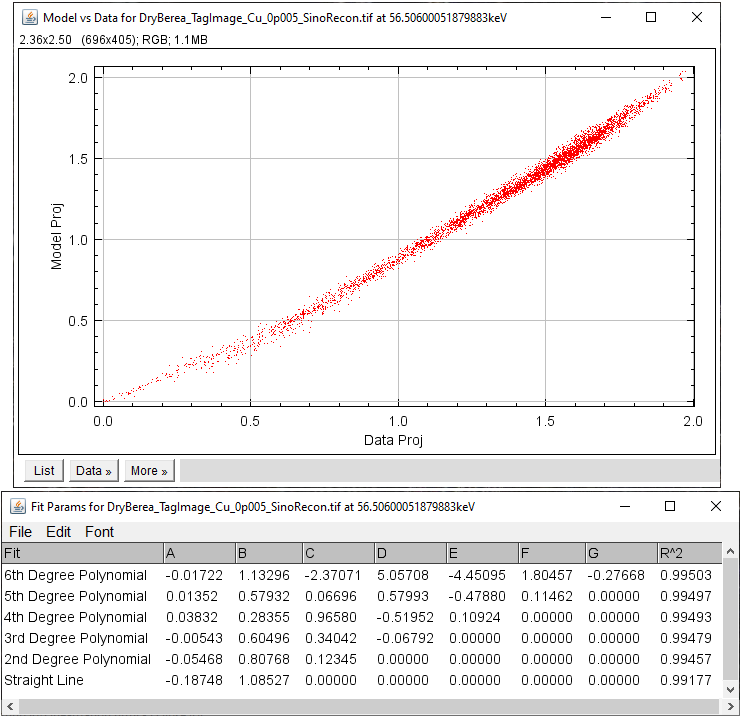 Model vs Data for DryBerea_TagImage_Cu_0p005_SinoRecon.tif at 56.50600051879883keV
2.36x2.50 (696x405); RGB; 1.1MB
2.0
1.5
1.0
0.5
0.0
Model Proj
0.0 0.5 1.0 1.5 2.0
Data Proj
List Data » More »
Fit Params for DryBerea_TagImage_Cu_0p005_SinoRecon.tif at 56.50600051879883keV
File Edit Font
Fit A B C D E F G R^2
6th Degree Polynomial -0.01722 1.13296 -2.37071 5.05708 -4.45095 1.80457 -0.27668 0.99503
5th Degree Polynomial 0.01352 0.57932 0.06696 0.57993 -0.47880 0.11462 0.00000 0.99497
4th Degree Polynomial 0.03832 0.28355 0.96580 -0.51952 0.10924 0.00000 0.00000 0.99493
3rd Degree Polynomial -0.00543 0.60496 0.34042 -0.06792 0.00000 0.00000 0.00000 0.99479
2nd Degree Polynomial -0.05468 0.80768 0.12345 0.00000 0.00000 0.00000 0.00000 0.99457
Straight Line -0.18748 1.08527 0.00000 0.00000 0.00000 0.00000 0.00000 0.99177